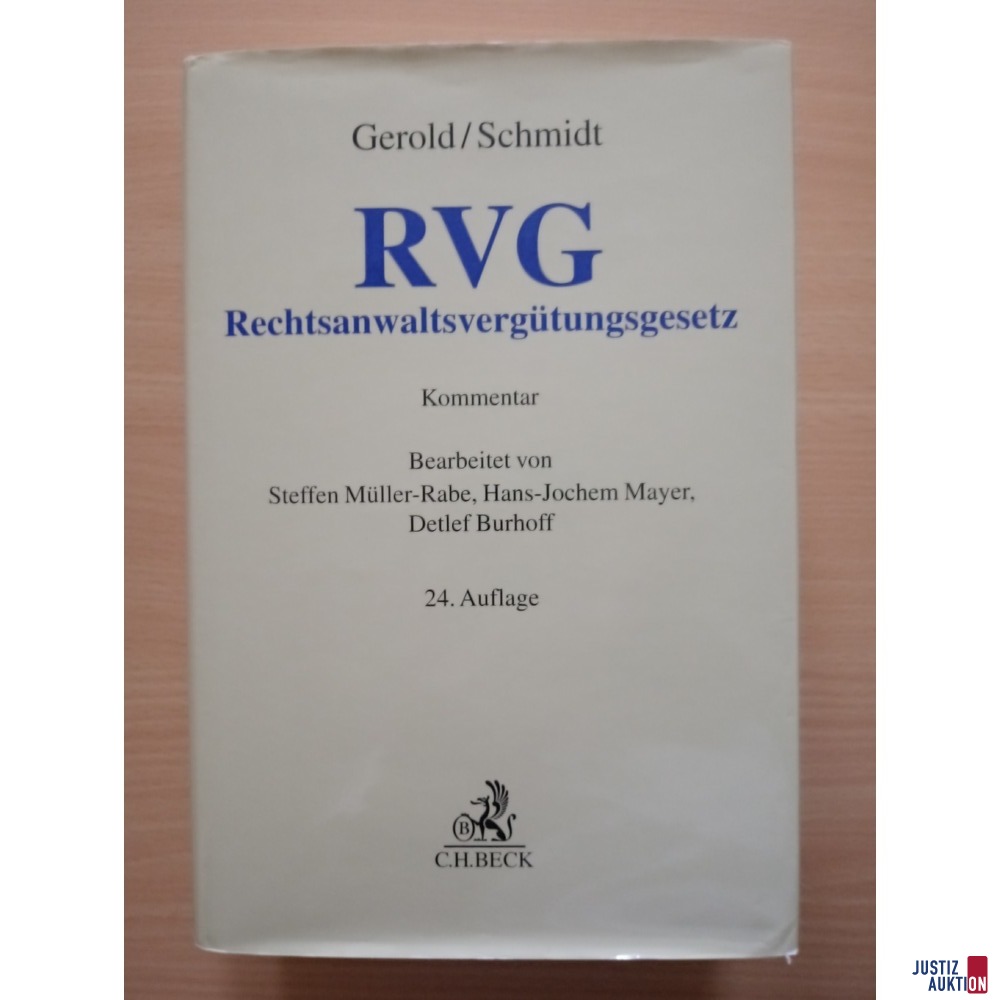 Gerold/Schmidt
RVG
Rechtsanwaltsvergütungsgesetz
Kommentar
Bearbeitet von
Steffen Müller-Rabe, Hans-Jochem Mayer,
Detlef Burhoff
24. Auflage
B
C.H.BECK
JUSTIZ
AUKTION